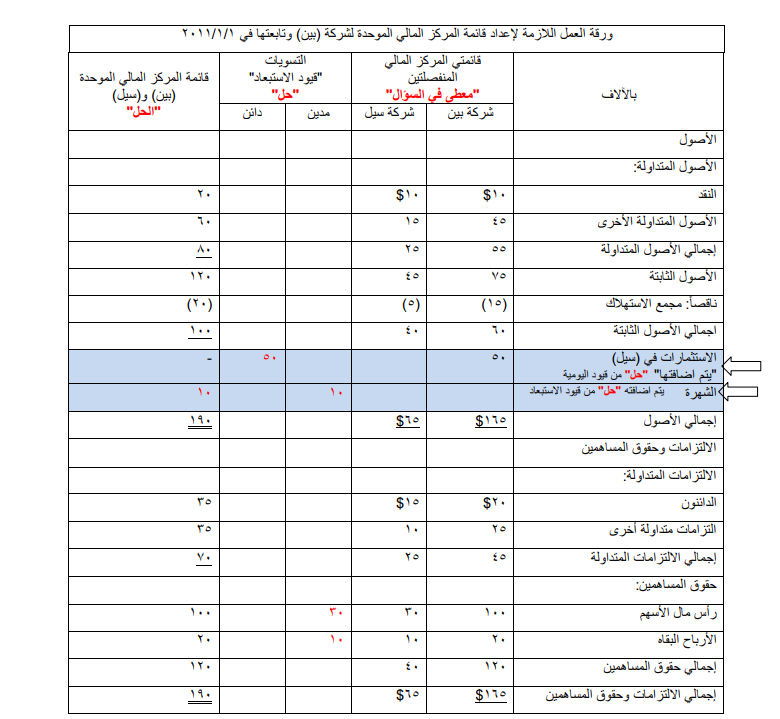 ورقة العمل اللازمة لإعداد قائمة المركز المالي الموحدة لشركة (بين) وتابعتها في ٢٠١١/١/١
بالآلاف
قائمتي المركز المالي
المنفصلتين
"معطى في السؤال"
التسويات
"قيود الاستبعاد"
"حل"
قائمة المركز المالي الموحدة
(بين) و(سيل)
"الحل"
شركة بين شركة سيل مدين دائن
الأصول
الأصول المتداولة:
النقد $١٠ $١٠ ٢٠
الأصول المتداولة الأخرى ٤٥ ١٥ ٦٠
إجمالي الأصول المتداولة ٥٥ ٢٥ ٨٠
الأصول الثابتة ٧٥ ٤٥ ١٢٠
ناقصاً: مجمع الاستهلاك (١٥) (٥) (٢٠)
اجمالي الأصول الثابتة ٦٠ ٤٠ ١٠٠
الاستثمارات في (سيل) ٥٠ ٥٠ -
"يتم اضافتها" "حل" من قيود اليومية
الشهرة يتم اضافته "حل" من قيود الاستبعاد ١٠ ١٠
إجمالي الأصول $١٦٥ $٦٥ ١٩٠
الالتزامات وحقوق المساهمين
الالتزامات المتداولة:
الدائنون $٢٠ $١٥ ٣٥
التزامات متداولة أخرى ٢٥ ١٠ ٣٥
إجمالي الالتزامات المتداولة ٤٥ ٢٥ ٧٠
حقوق المساهمين:
رأس مال الأسهم ١٠٠ ٣٠ ٣٠ ١٠٠
الأرباح البقاه ٢٠ ١٠ ١٠ ٢٠
إجمالي حقوق المساهمين ١٢٠ ٤٠ ١٢٠
إجمالي الالتزامات وحقوق المساهمين $١٦٥ $٦٥ ١٩٠